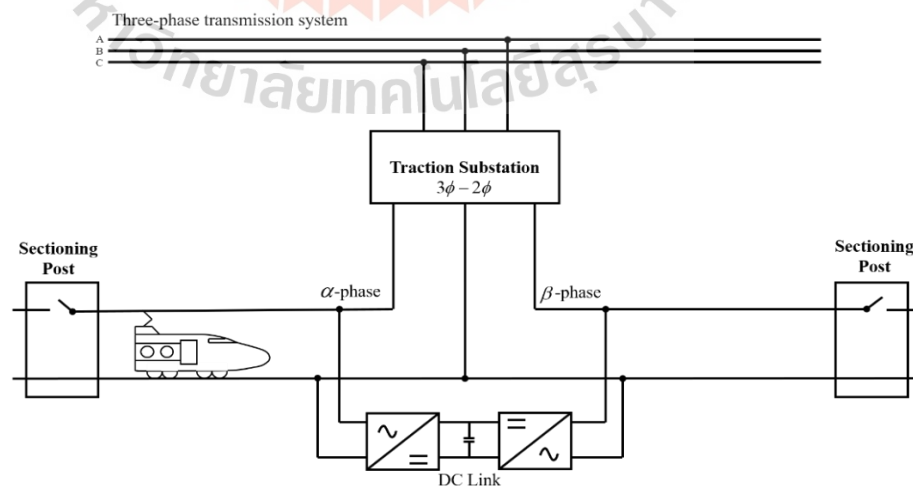 Three-phase transmission system
A
B
C
Traction Substation
3ϕ – 2ϕ
Sectioning
Post
α-phase
β-phase
Sectioning
Post
DC Link